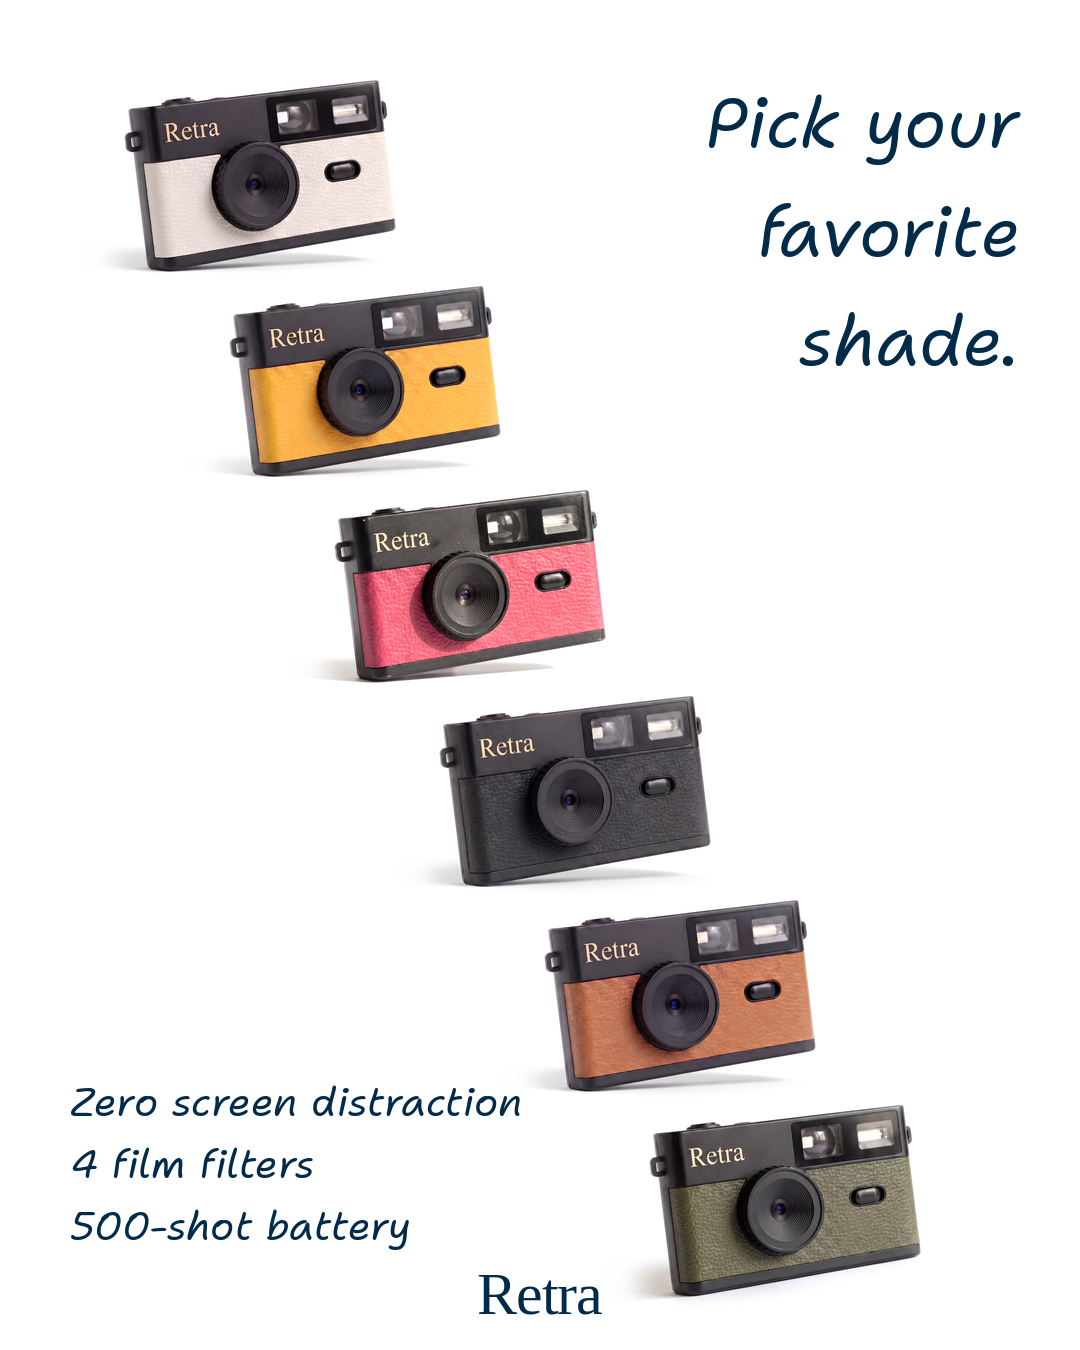 Pick your
favorite
shade.
Retra
Retra
Retra
Retra
Retra
Retra
Zero screen distraction
4 film filters
500-shot battery
Retra